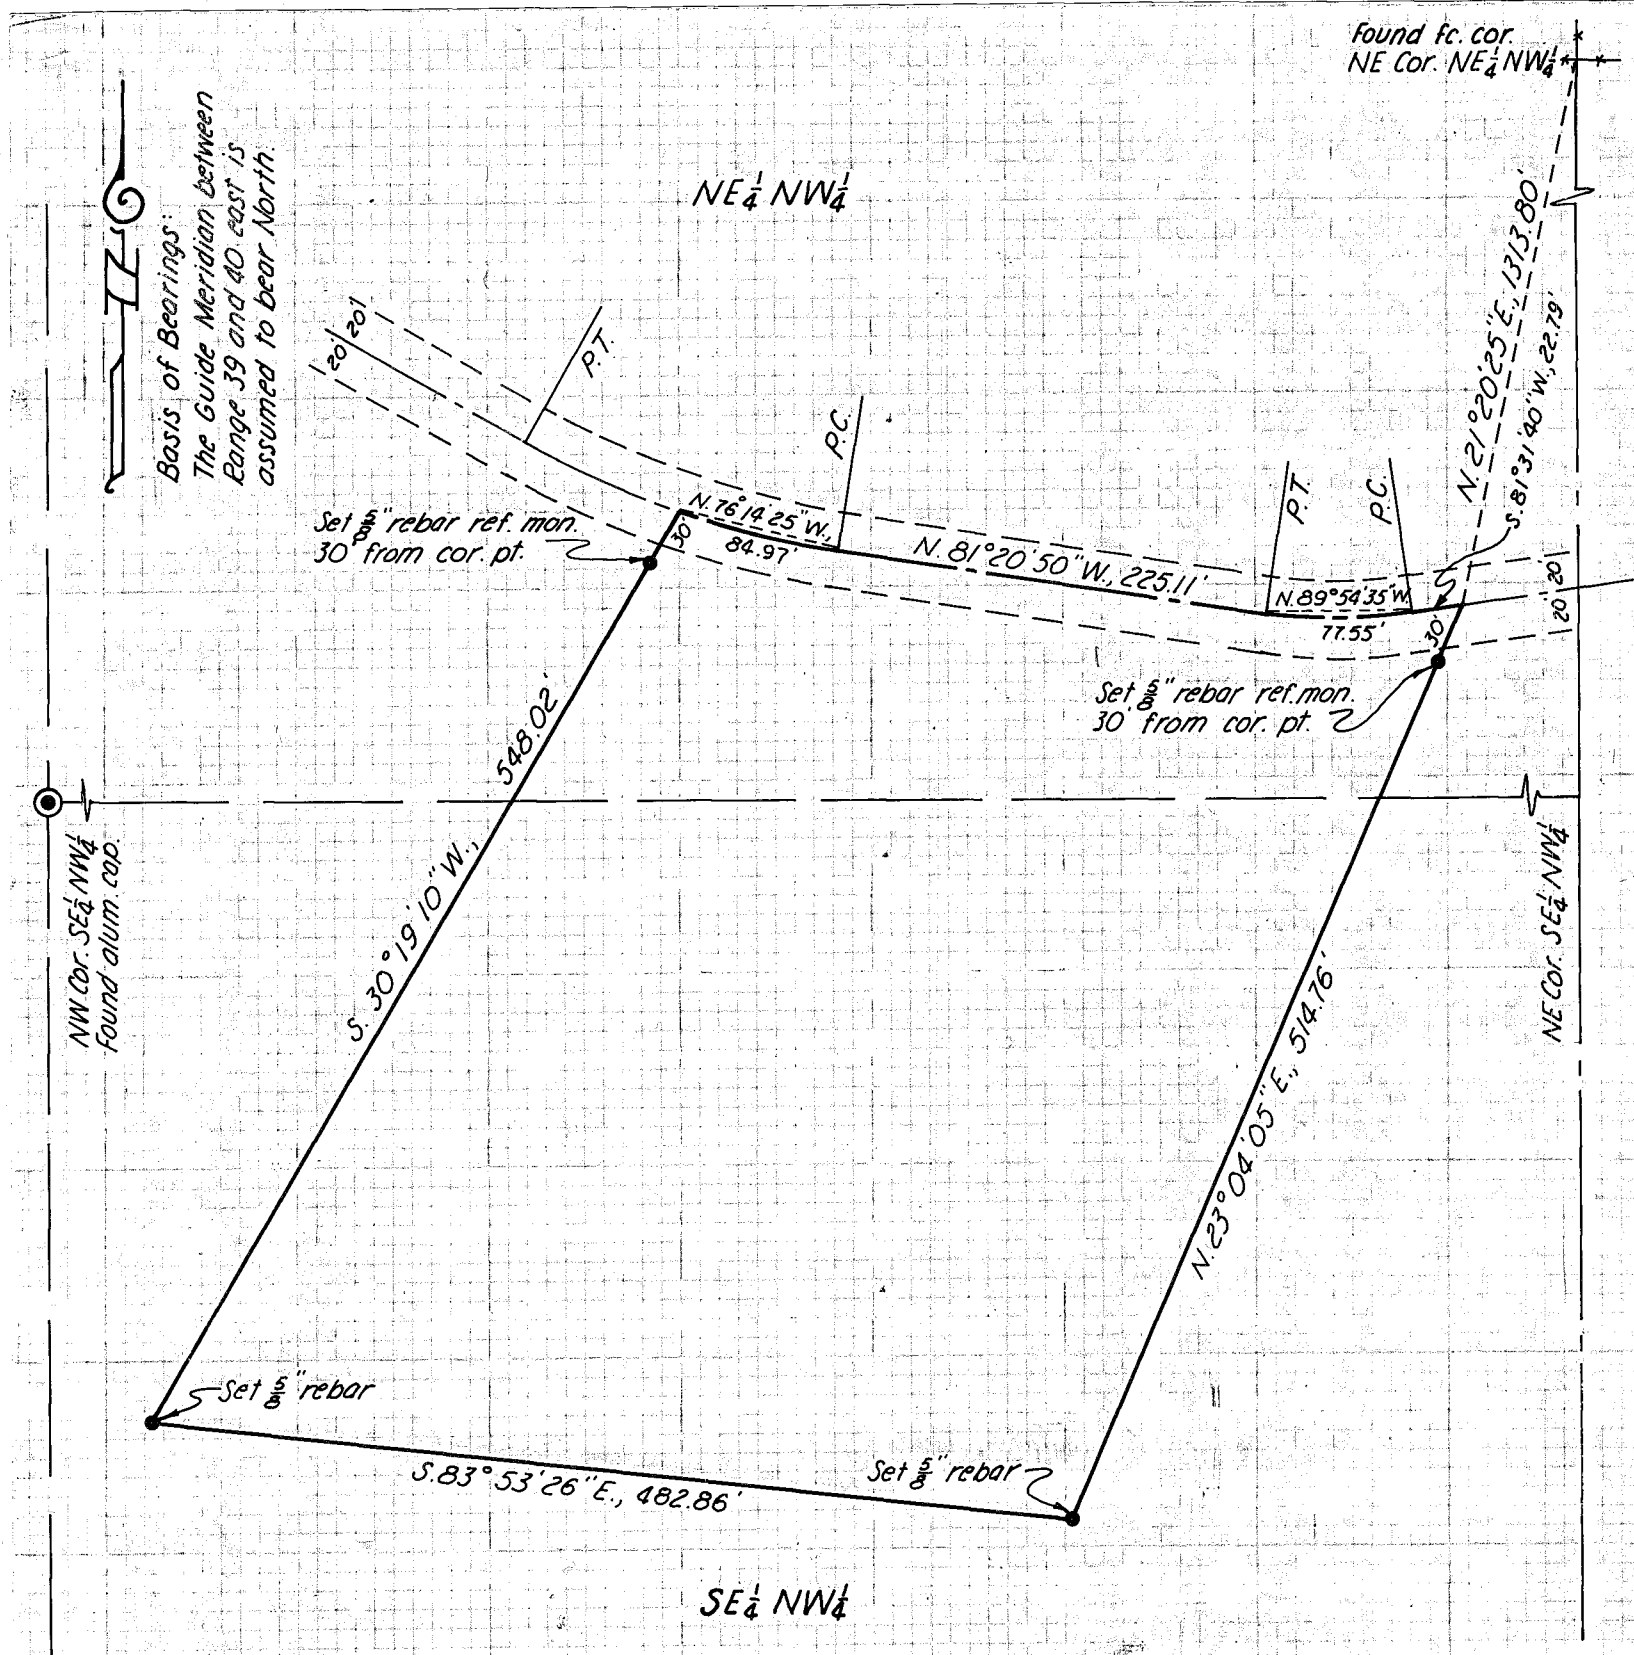 Found fc. cor.
NE Cor. NE¼ NW¼
Basis of Bearings:
The Guide Meridian between
Range 39 and 40 east is
assumed to bear North.
N
NE¼ NW¼
20' 20'
P.T.
P.C.
P.T.
P.C.
N. 21° 20' 25" E., 1313.80'
S. 81° 31' 40" W., 22.79'
Set ⅝" rebar ref. mon.
30' from cor. pt.
30'
N. 76° 14' 25" W.,
84.97'
N. 81° 20' 50" W., 225.11'
N. 89° 54' 35" W.
77.55'
30'
20' 20'
Set ⅝" rebar ref. mon.
30' from cor. pt.
S. 30° 19' 10" W., 548.02'
NW Cor. SE¼ NW¼
Found alum. cap.
NE Cor. SE¼ NW¼
N. 23° 04' 05" E., 514.76'
Set ⅝" rebar
S. 83° 53' 26" E., 482.86'
Set ⅝" rebar
SE¼ NW¼